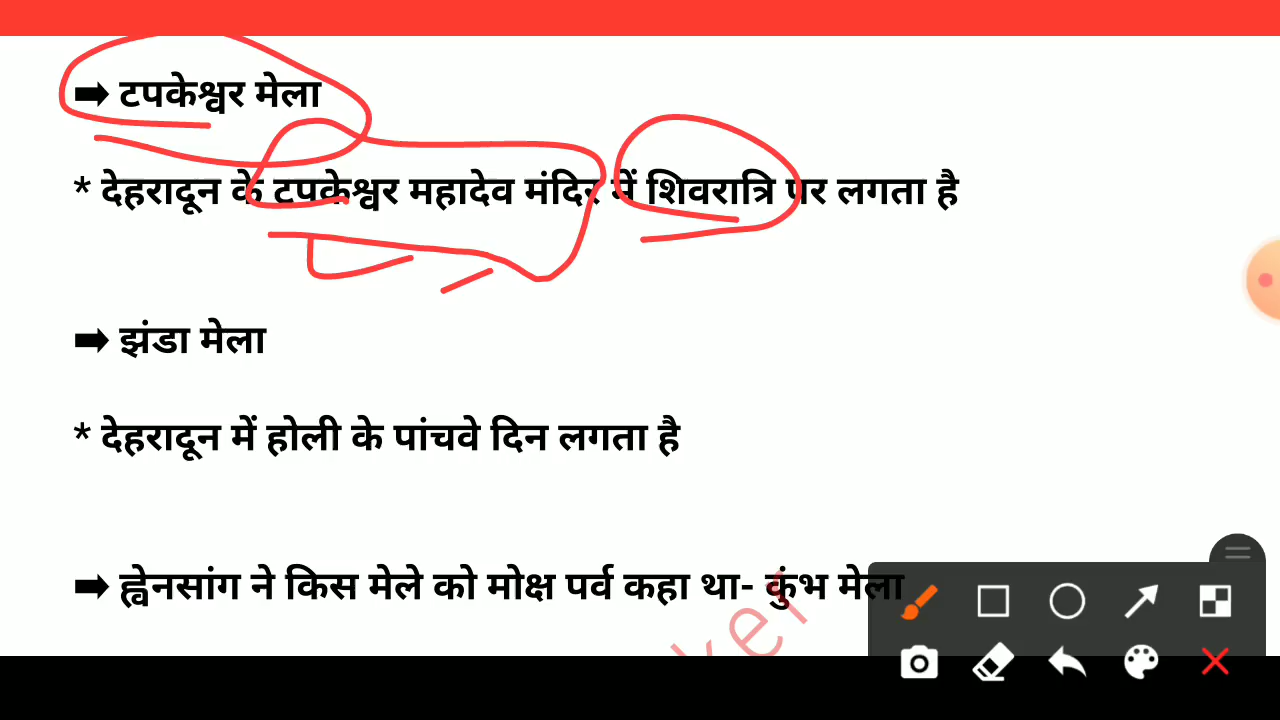 ➡ टपकेश्वर मेला
* देहरादून के टपकेश्वर महादेव मंदिर में शिवरात्रि पर लगता है
➡ झंडा मेला
* देहरादून में होली के पांचवे दिन लगता है
➡ ह्वेनसांग ने किस मेले को मोक्ष पर्व कहा था- कुंभ मेला